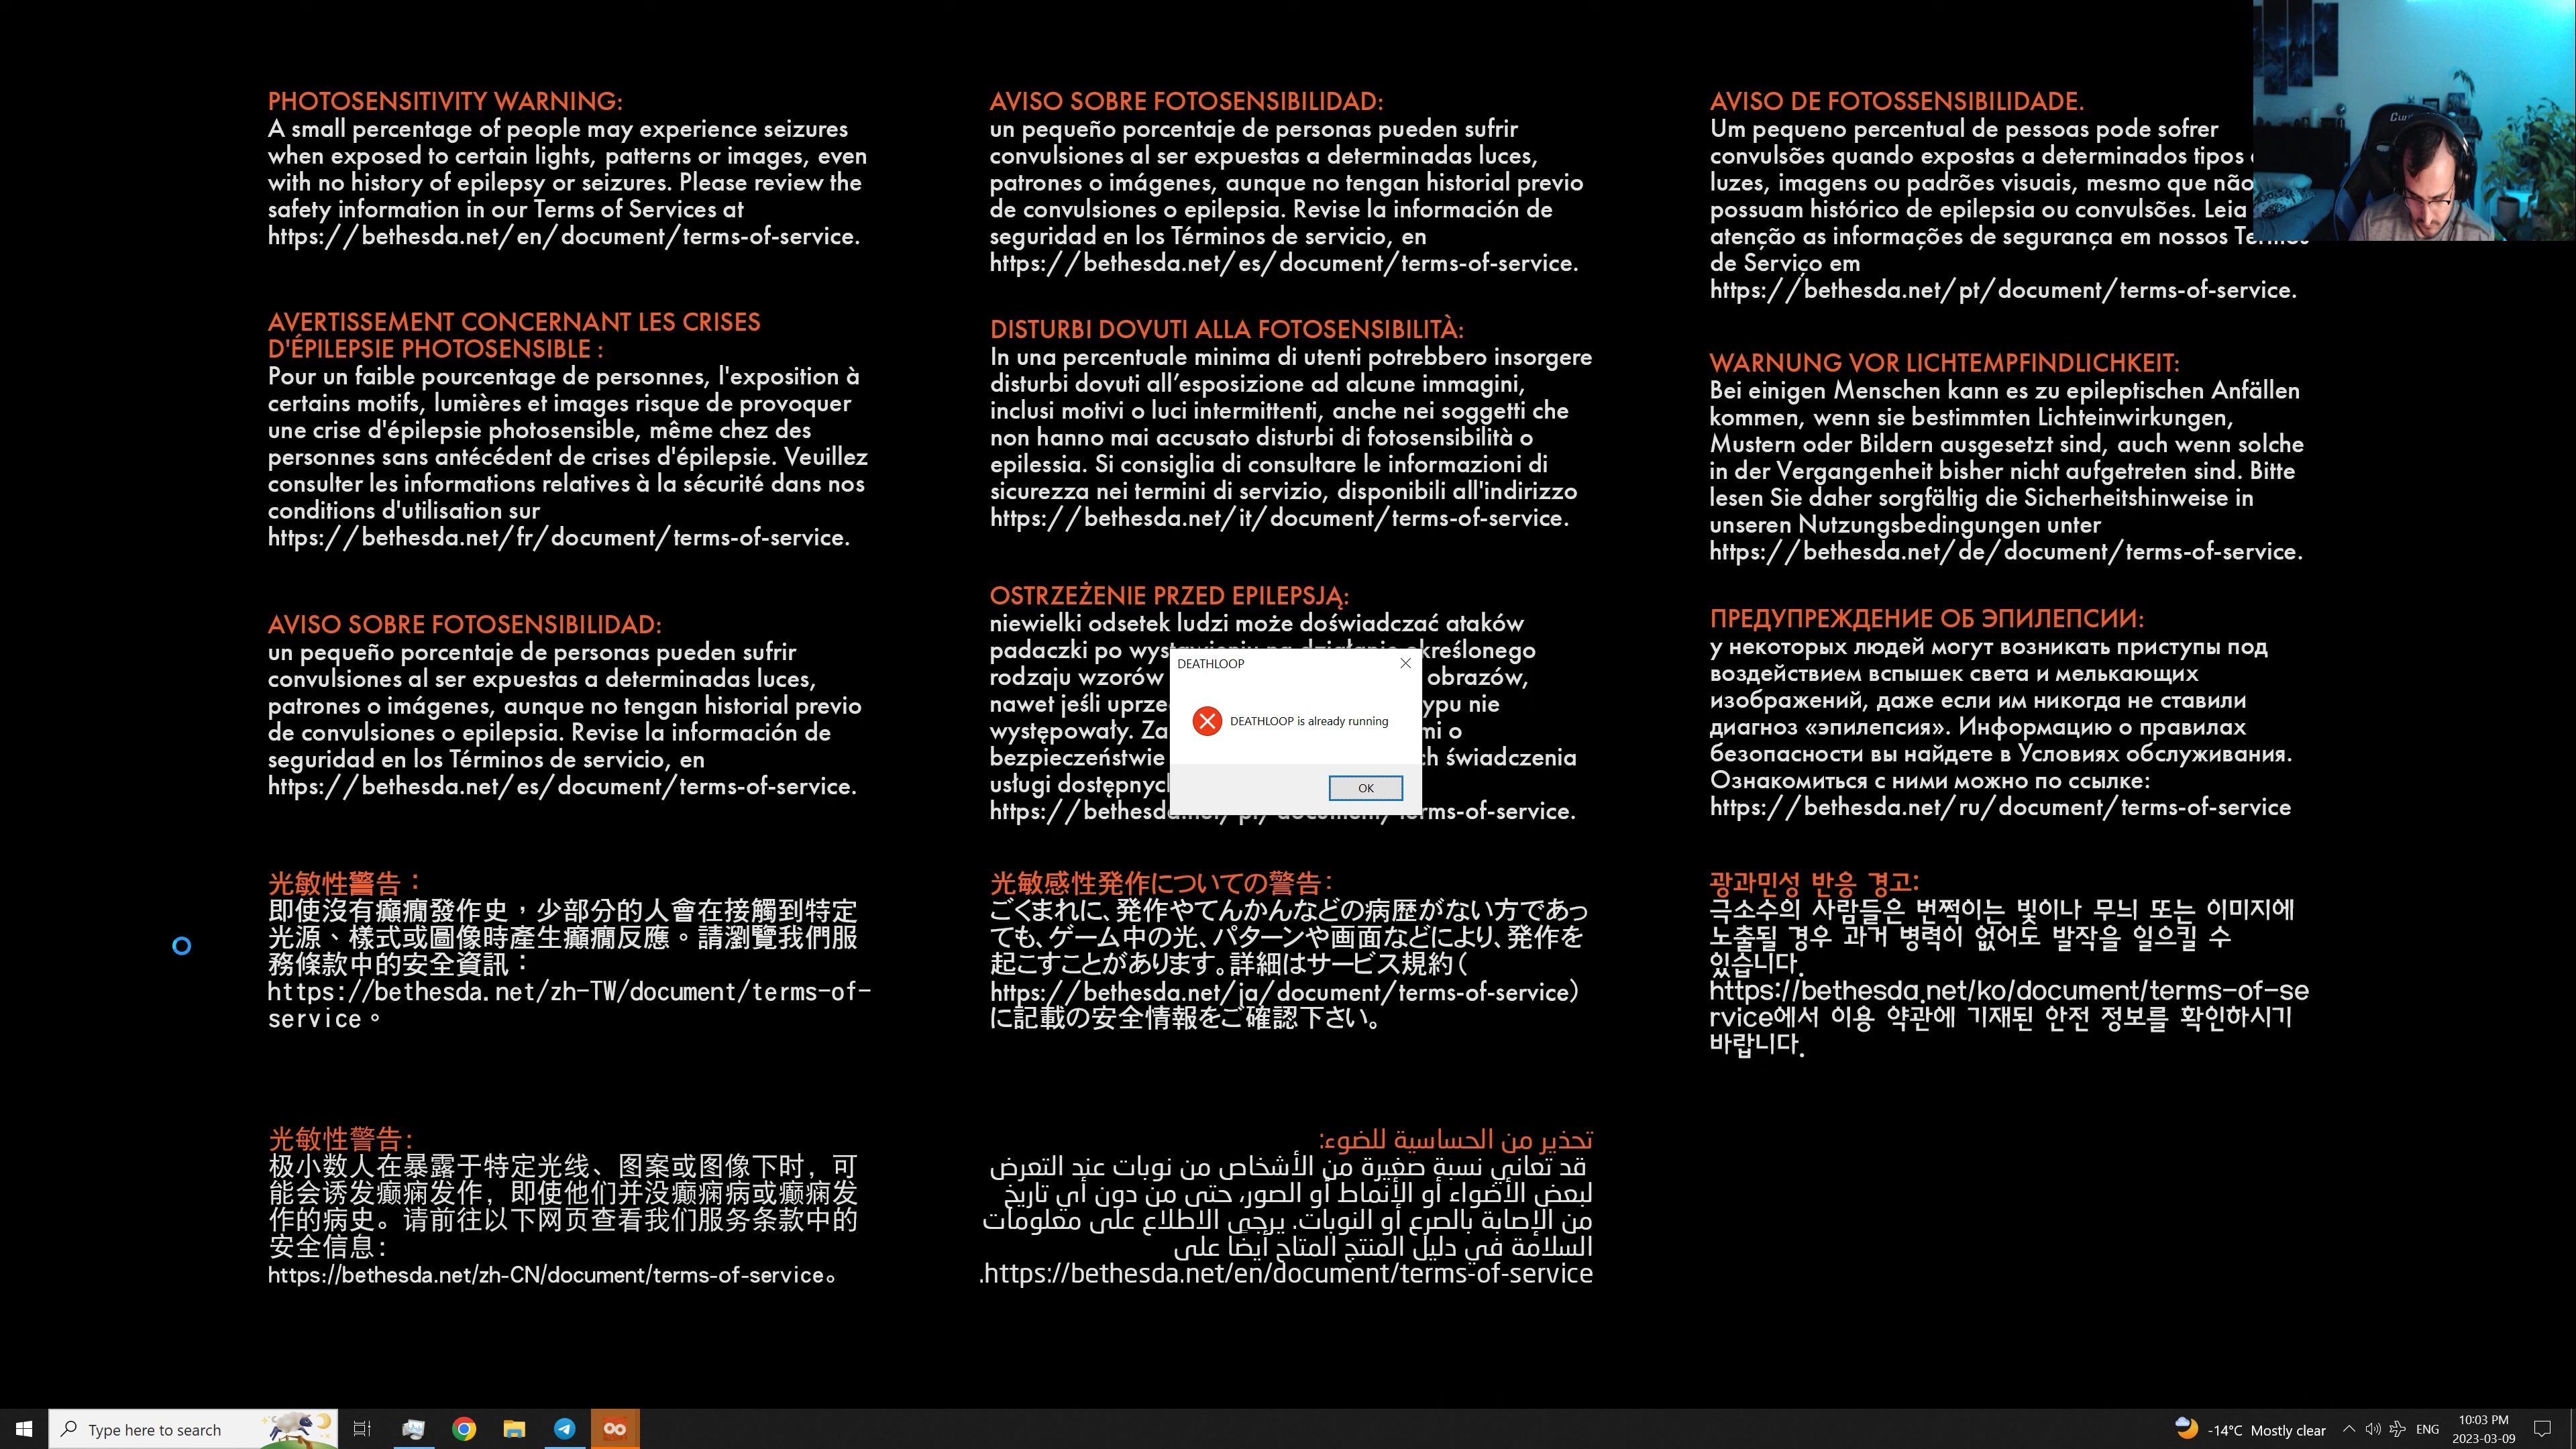 PHOTOSENSITIVITY WARNING:
A small percentage of people may experience seizures
when exposed to certain lights, patterns or images, even
with no history of epilepsy or seizures. Please review the
safety information in our Terms of Services at
https://bethesda.net/en/document/terms-of-service.
AVERTISSEMENT CONCERNANT LES CRISES
D'ÉPILEPSIE PHOTOSENSIBLE :
Pour un faible pourcentage de personnes, l'exposition à
certains motifs, lumières et images risque de provoquer
une crise d'épilepsie photosensible, même chez des
personnes sans antécédent de crises d'épilepsie. Veuillez
consulter les informations relatives à la sécurité dans nos
conditions d'utilisation sur
https://bethesda.net/fr/document/terms-of-service.
AVISO SOBRE FOTOSENSIBILIDAD:
un pequeño porcentaje de personas pueden sufrir
convulsiones al ser expuestas a determinadas luces,
patrones o imágenes, aunque no tengan historial previo
de convulsiones o epilepsia. Revise la información de
seguridad en los Términos de servicio, en
https://bethesda.net/es/document/terms-of-service.
光敏性警告：
即使沒有癲癇發作史，少部分的人會在接觸到特定
光源、樣式或圖像時產生癲癇反應。請瀏覽我們服
務條款中的安全資訊：
https://bethesda.net/zh-TW/document/terms-of-
service。
光敏性警告：
极小数人在暴露于特定光线、图案或图像下时，可
能会诱发癫痫发作，即使他们并没癫痫病或癫痫发
作的病史。请前往以下网页查看我们服务条款中的
安全信息：
https://bethesda.net/zh-CN/document/terms-of-service。
AVISO SOBRE FOTOSENSIBILIDAD:
un pequeño porcentaje de personas pueden sufrir
convulsiones al ser expuestas a determinadas luces,
patrones o imágenes, aunque no tengan historial previo
de convulsiones o epilepsia. Revise la información de
seguridad en los Términos de servicio, en
https://bethesda.net/es/document/terms-of-service.
DISTURBI DOVUTI ALLA FOTOSENSIBILITÀ:
In una percentuale minima di utenti potrebbero insorgere
disturbi dovuti all’esposizione ad alcune immagini,
inclusi motivi o luci intermittenti, anche nei soggetti che
non hanno mai accusato disturbi di fotosensibilità o
epilessia. Si consiglia di consultare le informazioni di
sicurezza nei termini di servizio, disponibili all'indirizzo
https://bethesda.net/it/document/terms-of-service.
OSTRZEŻENIE PRZED EPILEPSJĄ:
niewielki odsetek ludzi może doświadczać ataków
padaczki po
rodzaju wzorów obrazów,
nawet jeśli nie
występowały. o
bezpieczeństwie świadczenia
usługi
DEATHLOOP
DEATHLOOP is already running
OK
光敏感性発作についての警告：
ごくまれに、発作やてんかんなどの病歴がない方であっ
ても、ゲーム中の光、パターンや画面などにより、発作を
起こすことがあります。詳細はサービス規約（
https://bethesda.net/ja/document/terms-of-service）
に記載の安全情報をご確認下さい。
تحذير من الحساسية للضوء:
قد تعاني نسبة صغيرة من الأشخاص من نوبات عند التعرض
لبعض الأضواء أو الأنماط أو الصور، حتى من دون أي تاريخ
من الإصابة بالصرع أو النوبات. يرجى الاطلاع على معلومات
السلامة في دليل المنتج المتاح أيضًا على
https://bethesda.net/en/document/terms-of-service.
AVISO DE FOTOSSENSIBILIDADE.
Um pequeno percentual de pessoas pode sofrer
convulsões quando expostas a determinados tipos
luzes, imagens ou padrões visuais, mesmo que não
possuam histórico de epilepsia ou convulsões. Leia
atenção as informações de segurança em nossos
de Serviço em
https://bethesda.net/pt/document/terms-of-service.
WARNUNG VOR LICHTEMPFINDLICHKEIT:
Bei einigen Menschen kann es zu epileptischen Anfällen
kommen, wenn sie bestimmten Lichteinwirkungen,
Mustern oder Bildern ausgesetzt sind, auch wenn solche
in der Vergangenheit bisher nicht aufgetreten sind. Bitte
lesen Sie daher sorgfältig die Sicherheitshinweise in
unseren Nutzungsbedingungen unter
https://bethesda.net/de/document/terms-of-service.
ПРЕДУПРЕЖДЕНИЕ ОБ ЭПИЛЕПСИИ:
у некоторых людей могут возникать приступы под
воздействием вспышек света и мелькающих
изображений, даже если им никогда не ставили
диагноз «эпилепсия». Информацию о правилах
безопасности вы найдете в Условиях обслуживания.
Ознакомиться с ними можно по ссылке:
https://bethesda.net/ru/document/terms-of-service
광과민성 반응 경고:
극소수의 사람들은 번쩍이는 빛이나 무늬 또는 이미지에
노출될 경우 과거 병력이 없어도 발작을 일으킬 수
있습니다.
https://bethesda.net/ko/document/terms-of-se
rvice에서 이용 약관에 기재된 안전 정보를 확인하시기
바랍니다.
Type here to search
-14°C Mostly clear
ENG
10:03 PM
2023-03-09